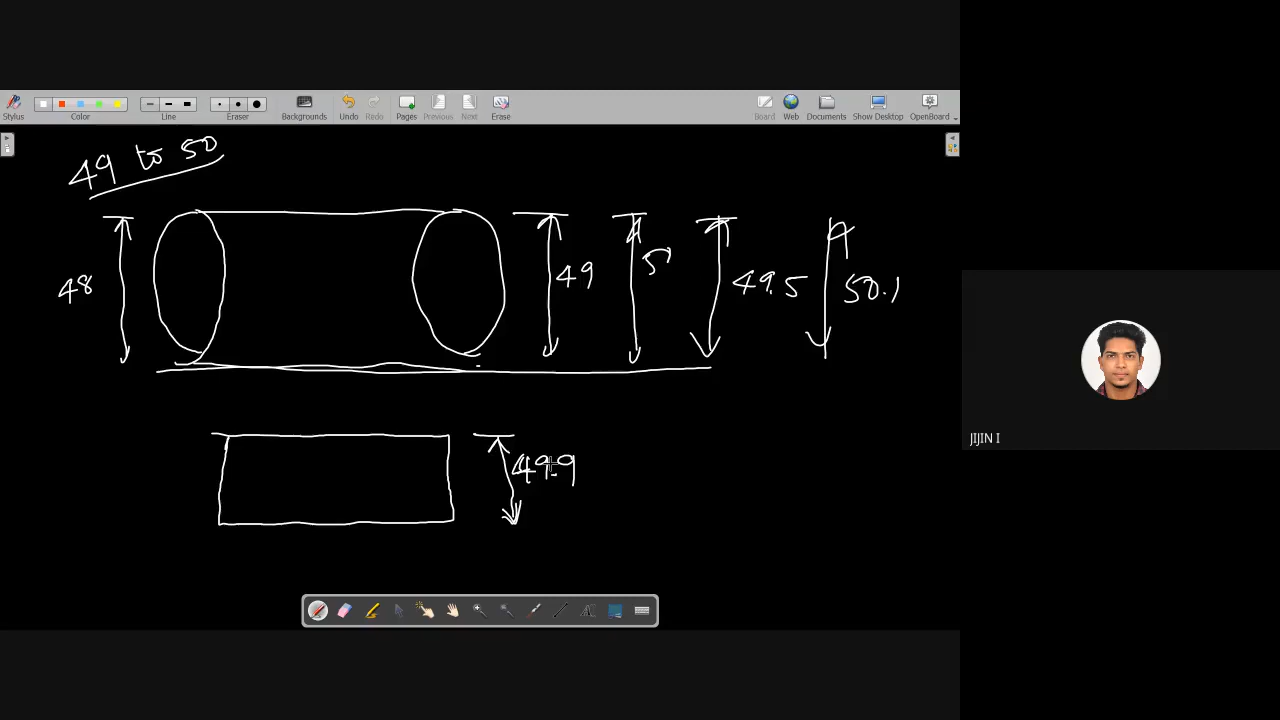 Stylus
Color
Line
Eraser
Backgrounds
Undo
Redo
Pages
Previous
Next
Erase
Board
Web
Documents
Show Desktop
OpenBoard
49 to 50
48
49
49.5
50.1
49.9
JIJIN I